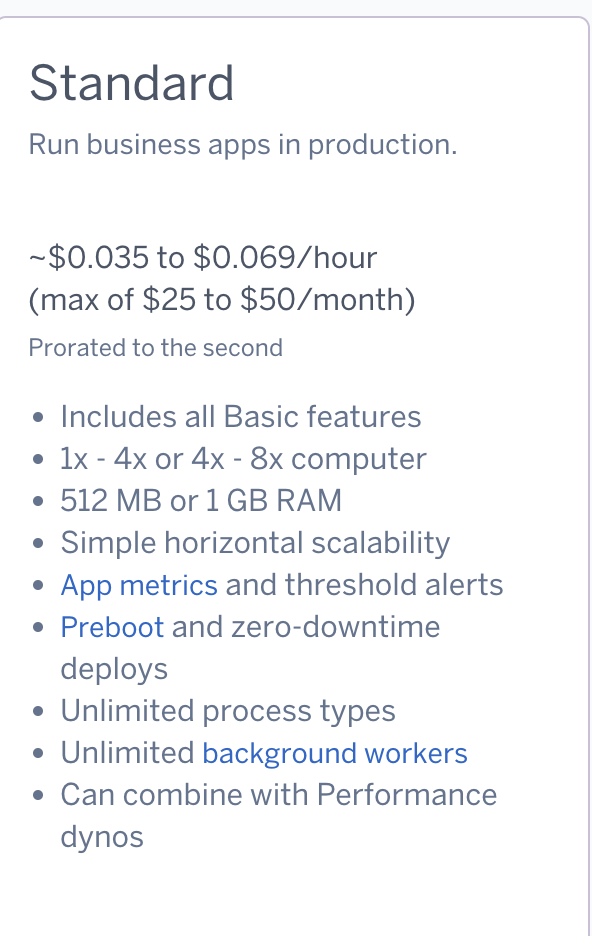 Standard
Run business apps in production.
~$0.035 to $0.069/hour
(max of $25 to $50/month)
Prorated to the second
• Includes all Basic features
• 1x - 4x or 4x - 8x computer
• 512 MB or 1 GB RAM
• Simple horizontal scalability
• App metrics and threshold alerts
• Preboot and zero-downtime
deploys
• Unlimited process types
• Unlimited background workers
• Can combine with Performance
dynos